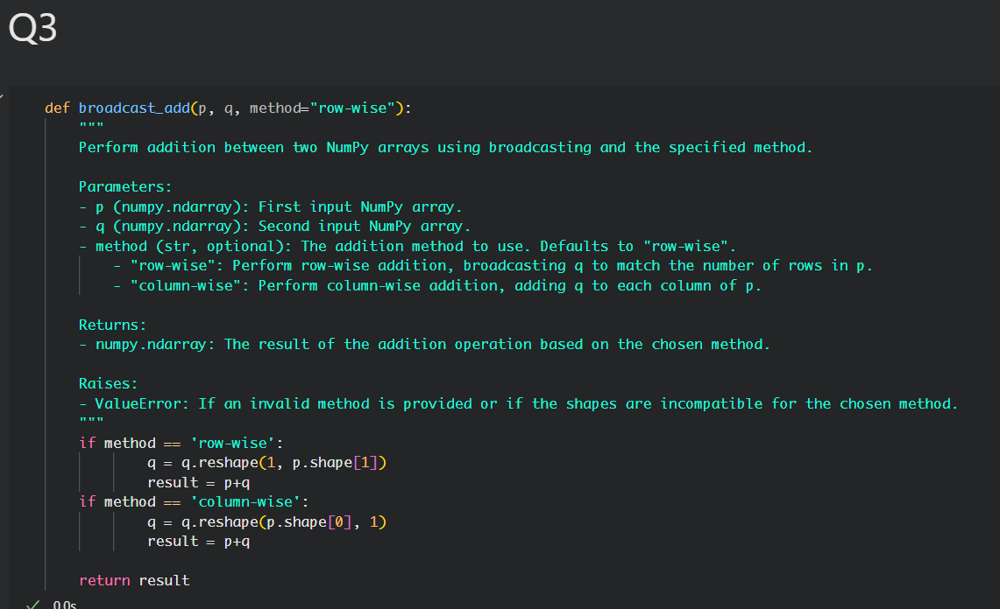 Q3
def broadcast_add(p, q, method="row-wise"):
    """
    Perform addition between two NumPy arrays using broadcasting and the specified method.

    Parameters:
    - p (numpy.ndarray): First input NumPy array.
    - q (numpy.ndarray): Second input NumPy array.
    - method (str, optional): The addition method to use. Defaults to "row-wise".
        - "row-wise": Perform row-wise addition, broadcasting q to match the number of rows in p.
        - "column-wise": Perform column-wise addition, adding q to each column of p.

    Returns:
    - numpy.ndarray: The result of the addition operation based on the chosen method.

    Raises:
    - ValueError: If an invalid method is provided or if the shapes are incompatible for the chosen method.
    """
    if method == 'row-wise':
            q = q.reshape(1, p.shape[1])
            result = p+q
    if method == 'column-wise':
            q = q.reshape(p.shape[0], 1)
            result = p+q

    return result
0.0s